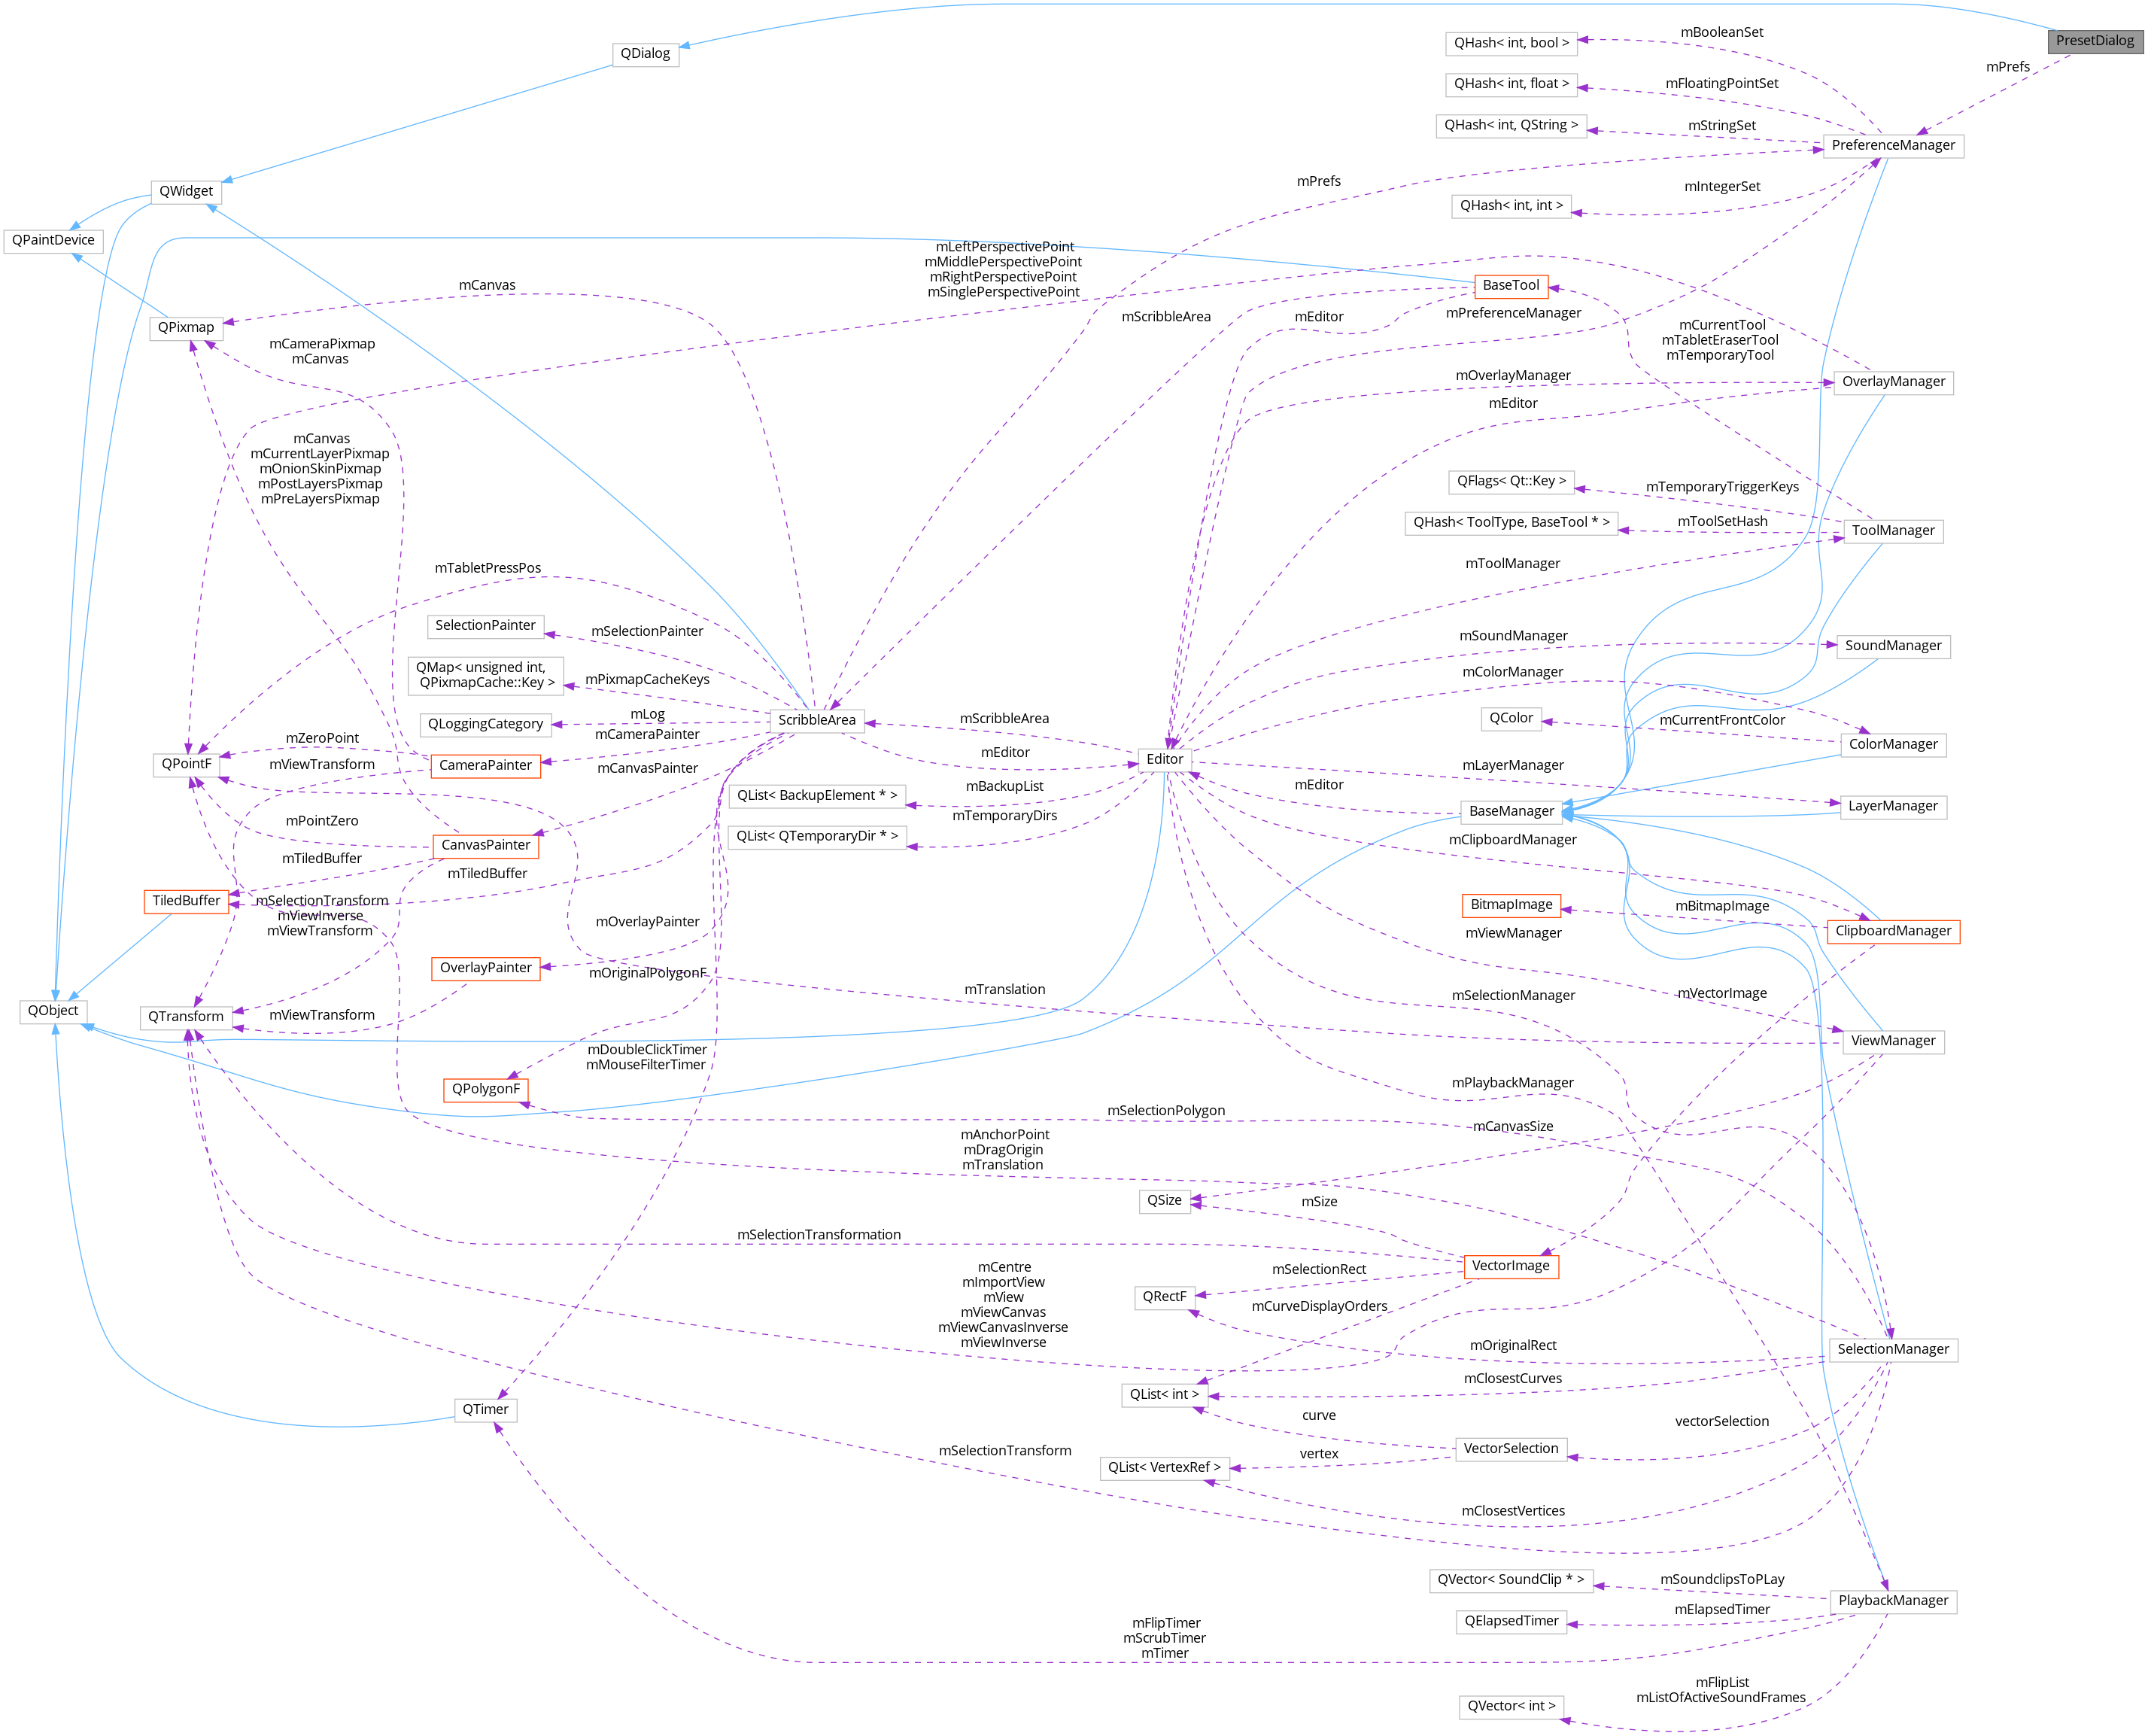 PresetDialog
QDialog
QHash< int, bool >
mBooleanSet
mPrefs
QHash< int, float >
mFloatingPointSet
QHash< int, QString >
mStringSet
PreferenceManager
mPrefs
QWidget
QHash< int, int >
mIntegerSet
QPaintDevice
mLeftPerspectivePoint
mMiddlePerspectivePoint
mRightPerspectivePoint
mSinglePerspectivePoint
mCanvas
BaseTool
QPixmap
mScribbleArea
mEditor
mPreferenceManager
mCurrentTool
mTabletEraserTool
mTemporaryTool
mCameraPixmap
mCanvas
mOverlayManager
OverlayManager
mEditor
mCanvas
mCurrentLayerPixmap
mOnionSkinPixmap
mPostLayersPixmap
mPreLayersPixmap
QFlags< Qt::Key >
mTemporaryTriggerKeys
QHash< ToolType, BaseTool * >
mToolSetHash
ToolManager
mTabletPressPos
mToolManager
SelectionPainter
mSelectionPainter
mSoundManager
SoundManager
QMap< unsigned int,
QPixmapCache::Key >
mPixmapCacheKeys
mColorManager
QLoggingCategory
mLog
ScribbleArea
mScribbleArea
QColor
mCurrentFrontColor
ColorManager
mZeroPoint
mCameraPainter
QPointF
mViewTransform
CameraPainter
mCanvasPainter
mEditor
Editor
mLayerManager
QList< BackupElement * >
mBackupList
mEditor
BaseManager
LayerManager
mPointZero
QList< QTemporaryDir * >
mTemporaryDirs
CanvasPainter
mClipboardManager
mTiledBuffer
mTiledBuffer
TiledBuffer
mSelectionTransform
mViewInverse
mViewTransform
BitmapImage
mBitmapImage
ClipboardManager
mOverlayPainter
mViewManager
OverlayPainter
mOriginalPolygonF
mTranslation
mSelectionManager
mVectorImage
QObject
QTransform
mViewTransform
ViewManager
mDoubleClickTimer
mMouseFilterTimer
QPolygonF
mPlaybackManager
mSelectionPolygon
mCanvasSize
mAnchorPoint
mDragOrigin
mTranslation
QSize
mSize
mSelectionTransformation
VectorImage
mCentre
mImportView
mView
mViewCanvas
mViewCanvasInverse
mViewInverse
QRectF
mSelectionRect
mCurveDisplayOrders
mOriginalRect
SelectionManager
QList< int >
mClosestCurves
QTimer
curve
vectorSelection
mSelectionTransform
vertex
VectorSelection
QList< VertexRef >
mClosestVertices
QVector< SoundClip * >
mSoundclipsToPLay
PlaybackManager
QElapsedTimer
mElapsedTimer
mFlipTimer
mScrubTimer
mTimer
QVector< int >
mFlipList
mListOfActiveSoundFrames